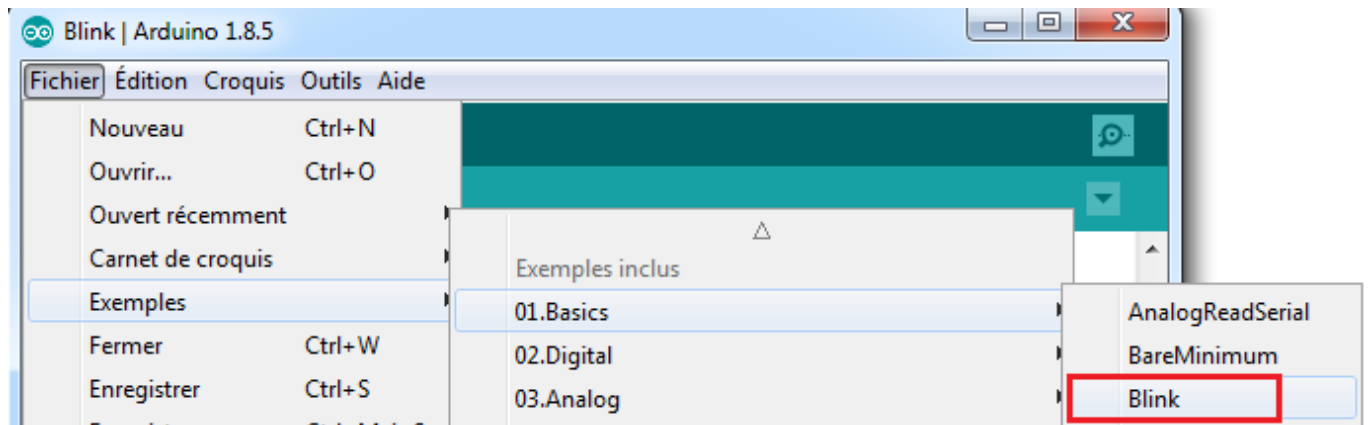 Blink | Arduino 1.8.5
Fichier Édition Croquis Outils Aide
Nouveau Ctrl+N
Ouvrir... Ctrl+O
Ouvert récemment
Carnet de croquis
Exemples
Fermer Ctrl+W
Enregistrer Ctrl+S
Exemples inclus
01.Basics
02.Digital
03.Analog
AnalogReadSerial
BareMinimum
Blink